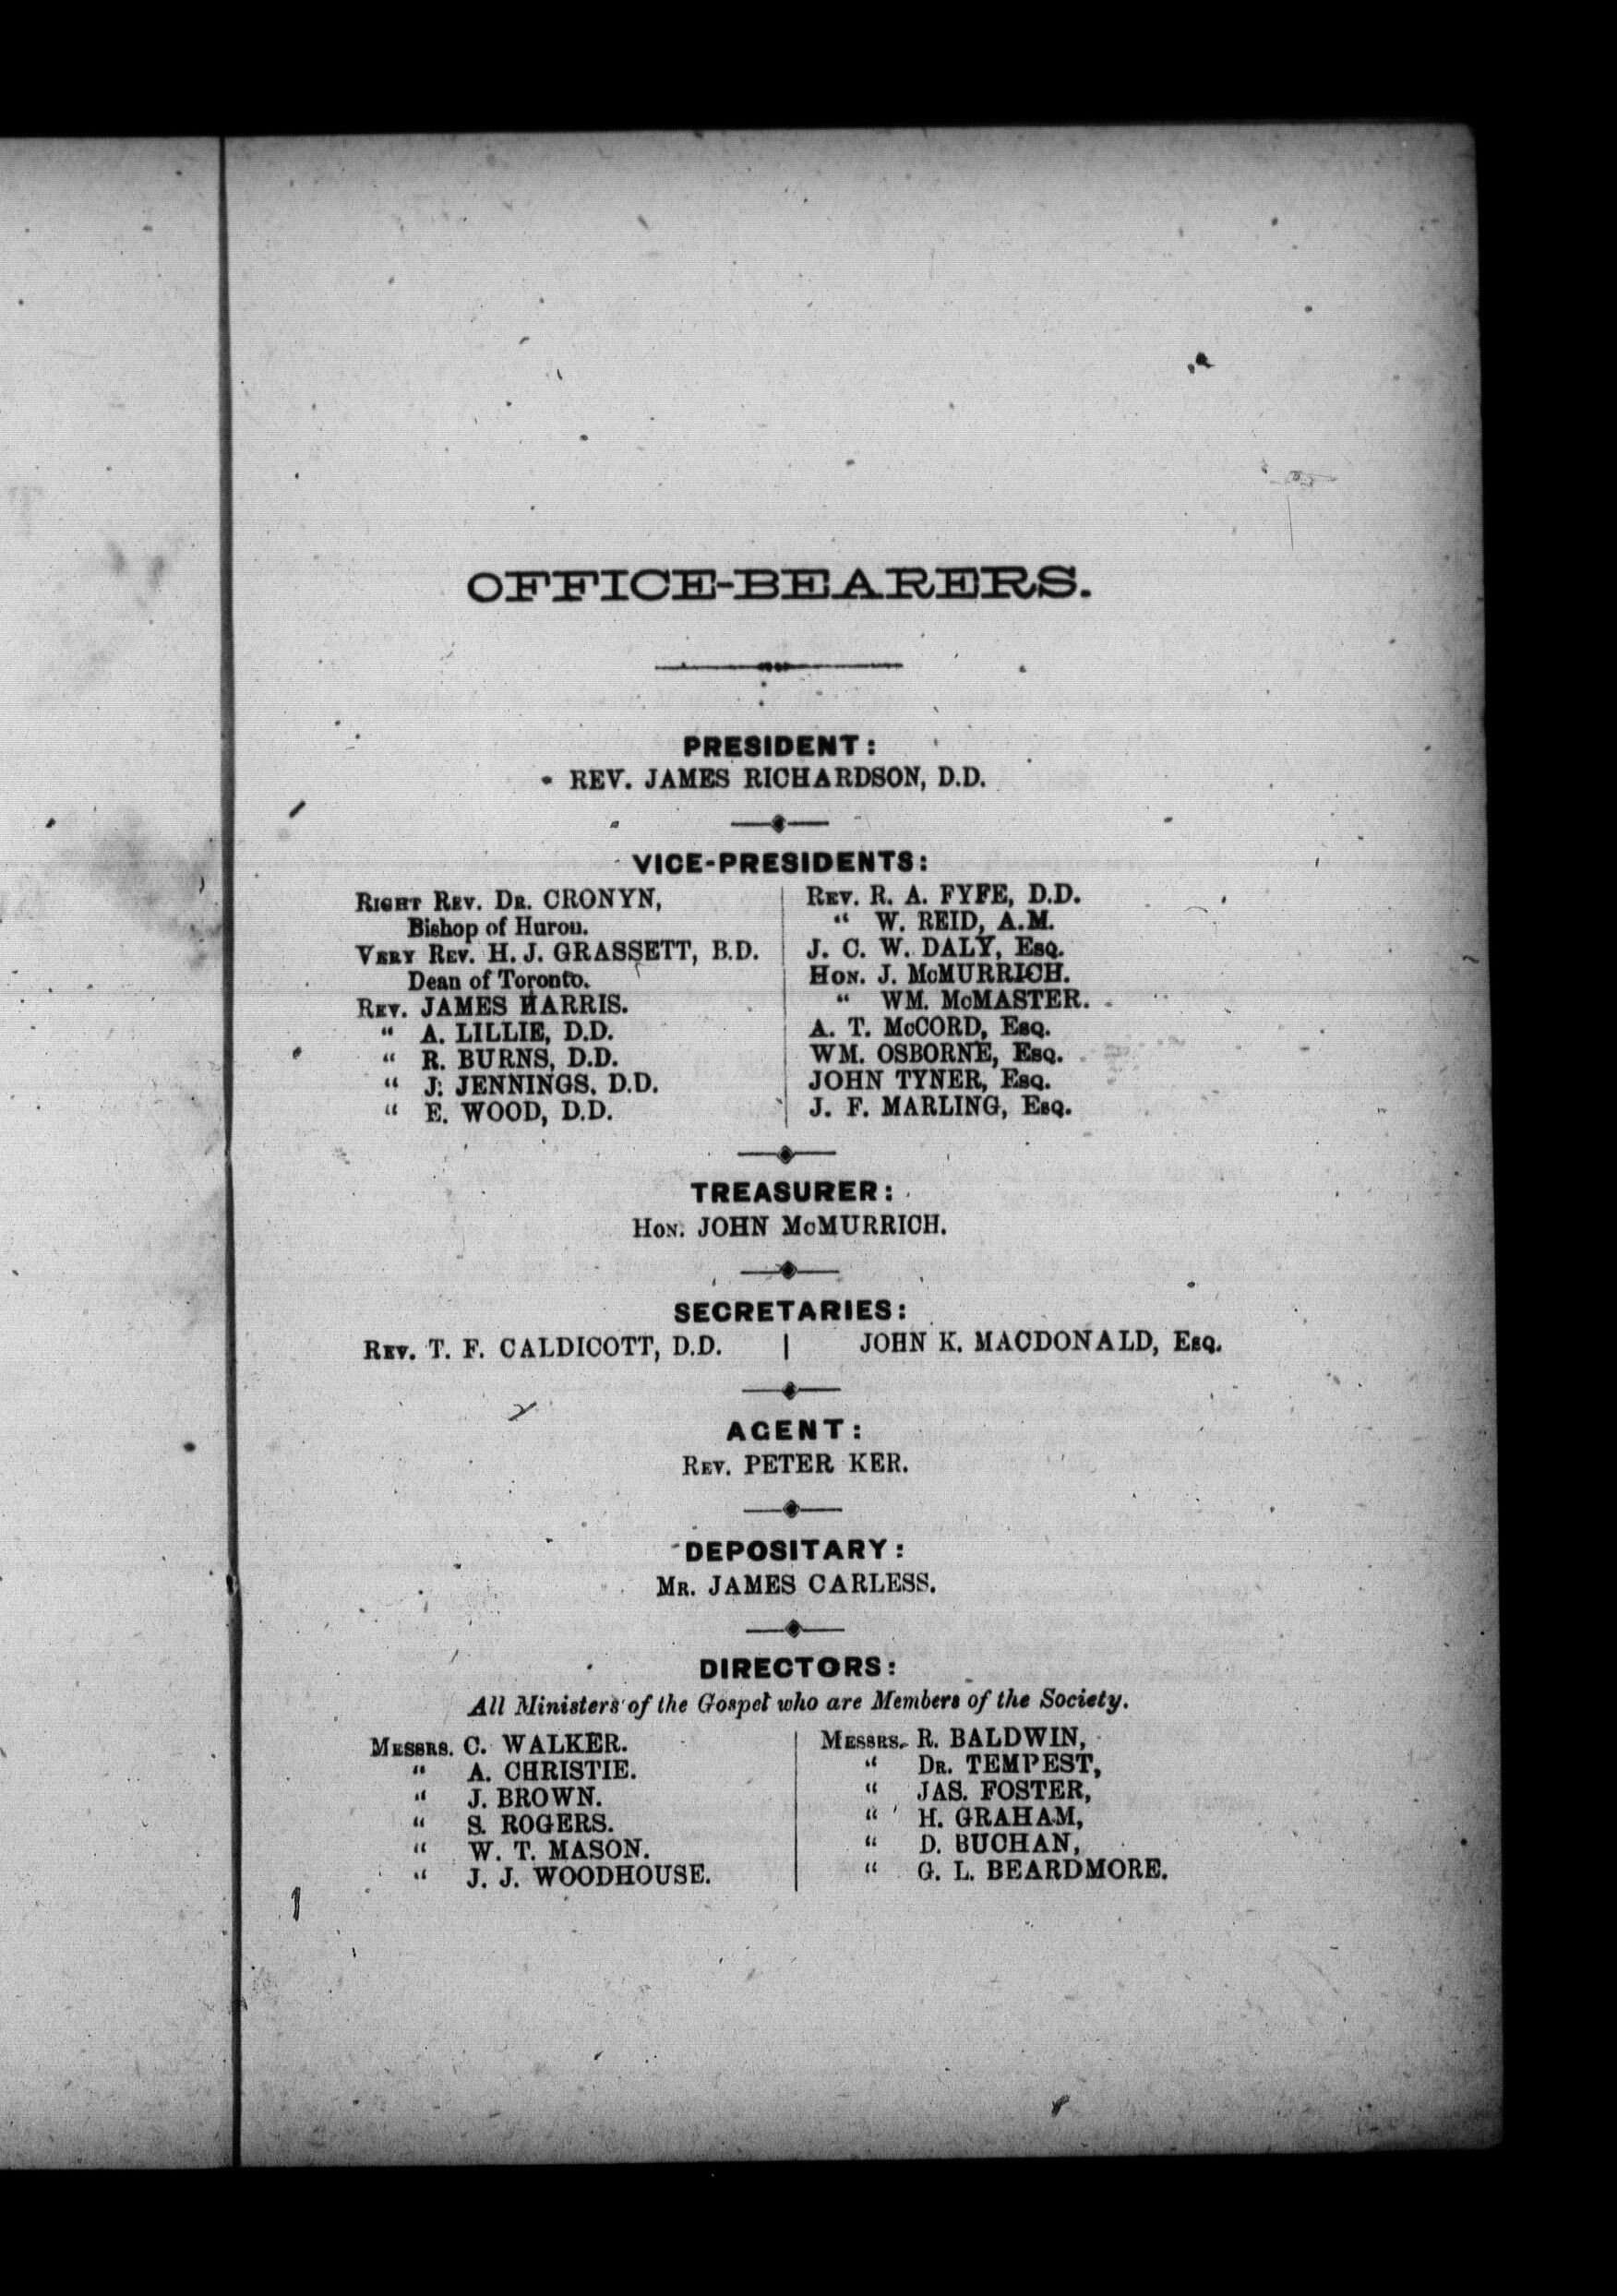 OFFICE-BEARERS.
PRESIDENT:
REV. JAMES RICHARDSON, D.D.
VICE-PRESIDENTS:
RIGHT REV. DR. CRONYN,
Bishop of Huron.
VERY REV. H. J. GRASSETT, B.D.
Dean of Toronto.
REV. JAMES HARRIS.
“ A. LILLIE, D.D.
“ R. BURNS, D.D.
“ J. JENNINGS, D.D.
“ E. WOOD, D.D.
REV. R. A. FYFE, D.D.
“ W. REID, A.M.
J. C. W. DALY, ESQ.
HON. J. McMURRICH.
“ WM. McMASTER.
A. T. McCORD, ESQ.
WM. OSBORNE, ESQ.
JOHN TYNER, ESQ.
J. F. MARLING, ESQ.
TREASURER:
HON. JOHN McMURRICH.
SECRETARIES:
REV. T. F. CALDICOTT, D.D. | JOHN K. MACDONALD, ESQ.
AGENT:
REV. PETER KER.
DEPOSITARY:
MR. JAMES CARLESS.
DIRECTORS:
All Ministers of the Gospel who are Members of the Society.
MESSRS. C. WALKER.
“ A. CHRISTIE.
“ J. BROWN.
“ S. ROGERS.
“ W. T. MASON.
“ J. J. WOODHOUSE.
MESSRS. R. BALDWIN,
“ DR. TEMPEST,
“ JAS. FOSTER,
“ H. GRAHAM,
“ D. BUCHAN,
“ G. L. BEARDMORE.